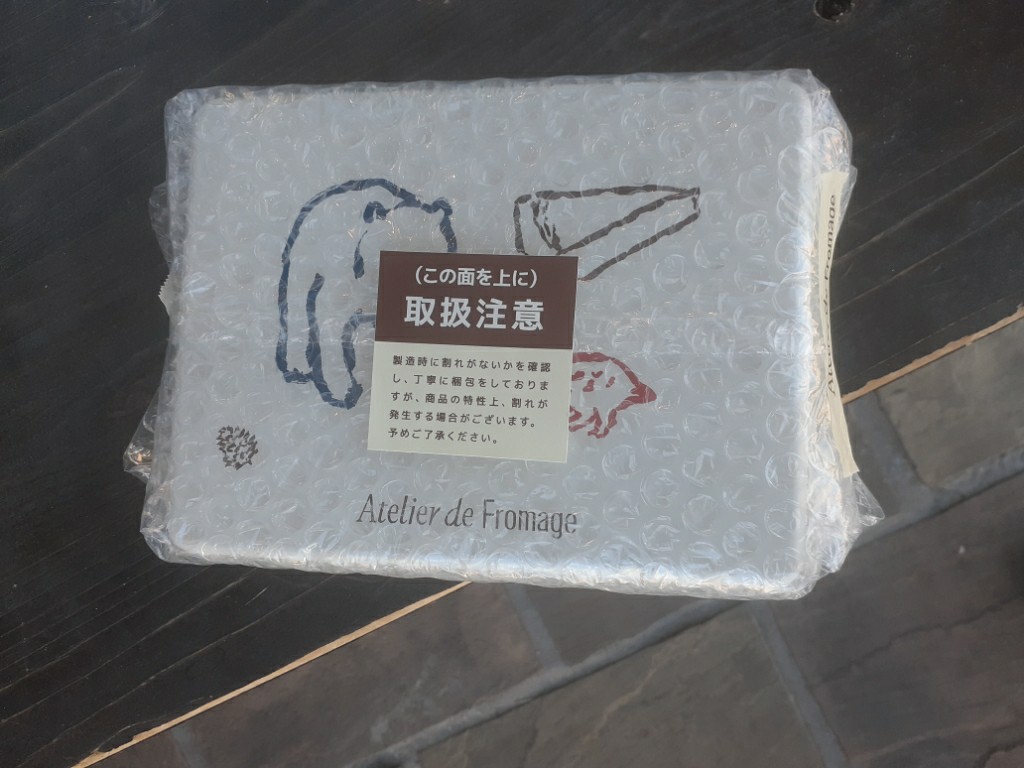 (この面を上に)
取扱注意
製造時に割れがないかを確認
し、丁寧に梱包をしておりま
すが、商品の特性上、割れが
発生する場合がございます。
予めご了承ください。
Atelier de Fromage
Atelier de Fromage